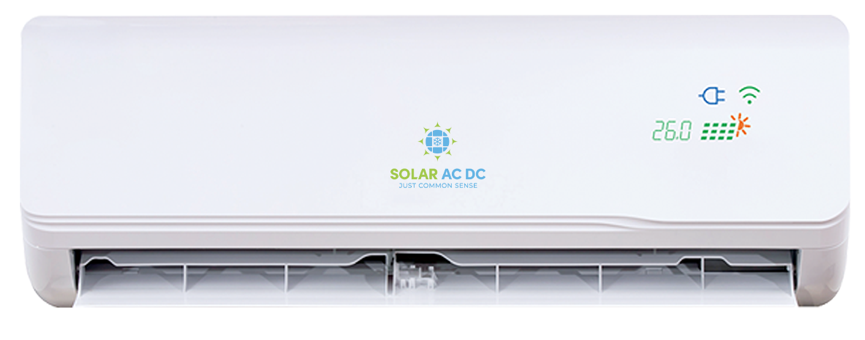 26.0
SOLAR AC DC
JUST COMMON SENSE